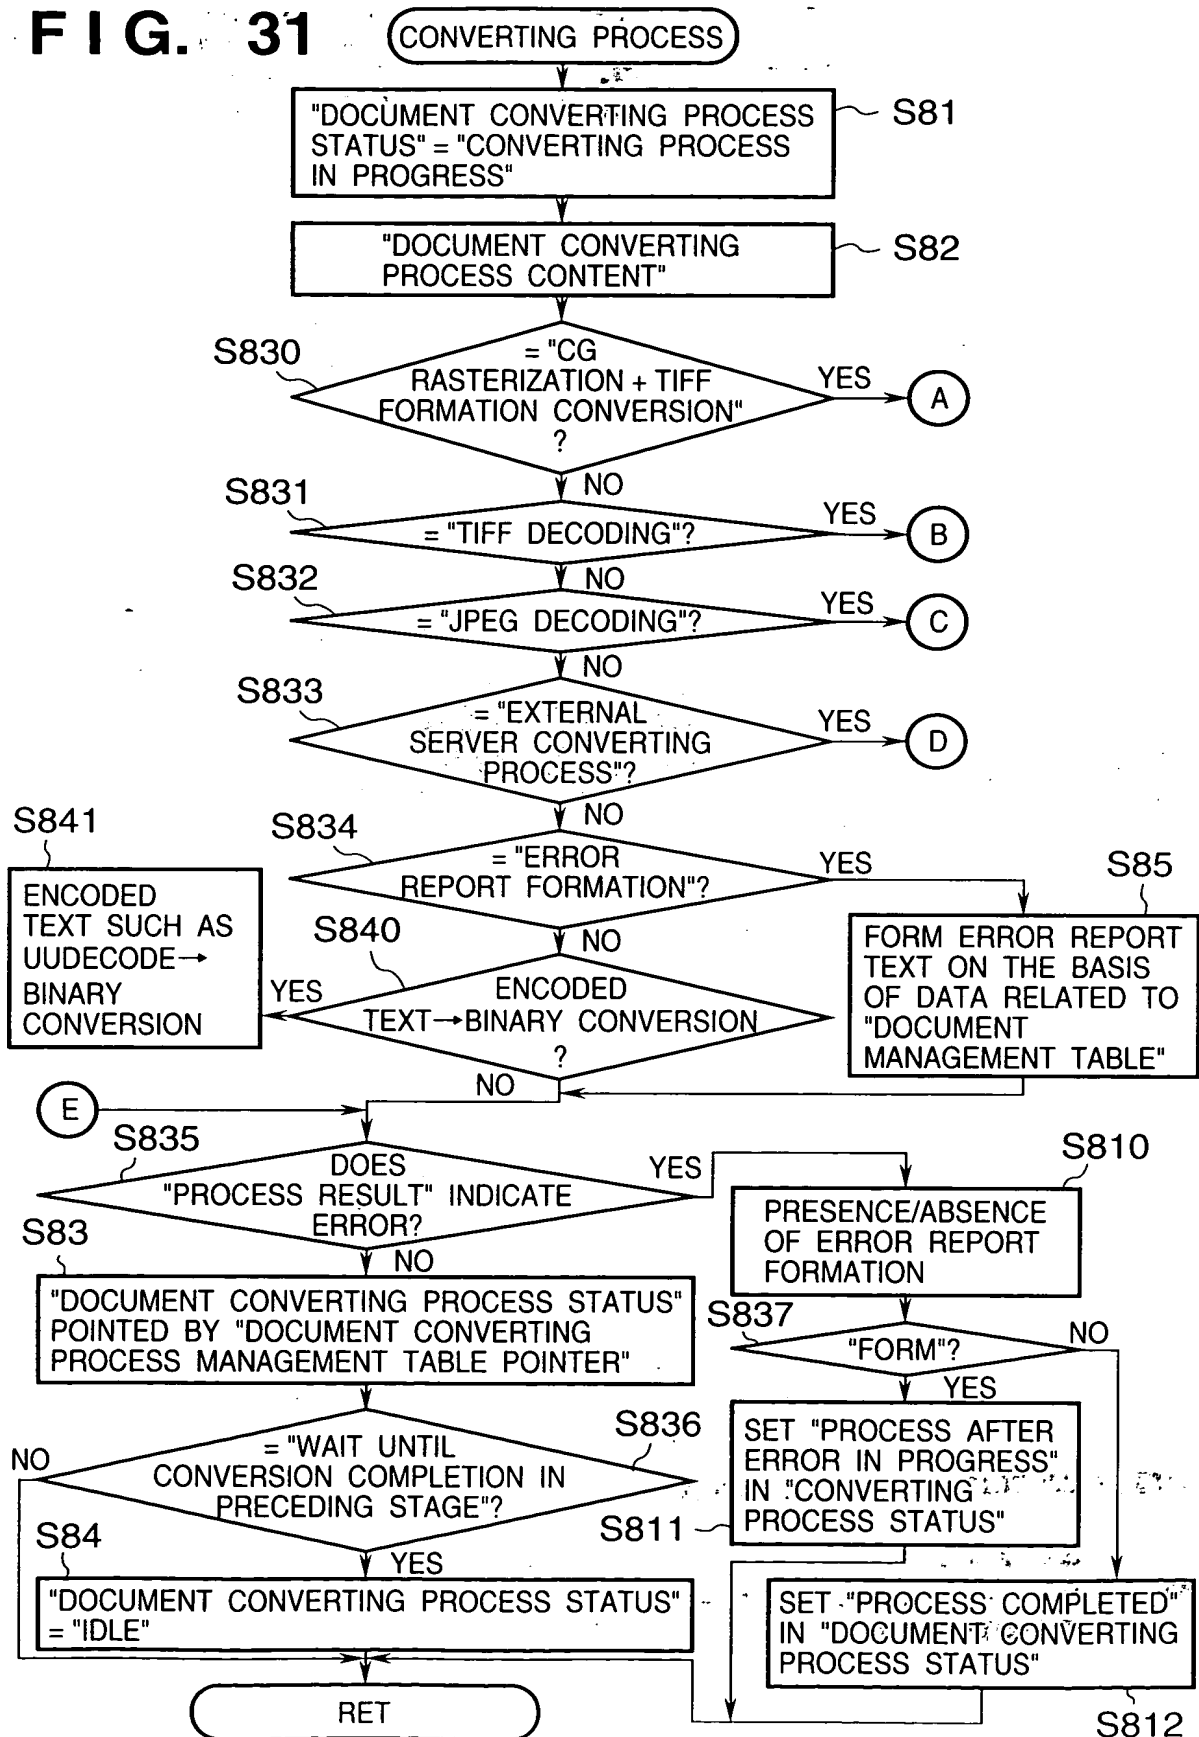 FIG. 31
CONVERTING PROCESS
"DOCUMENT CONVERTING PROCESS
STATUS" = "CONVERTING PROCESS
IN PROGRESS"
S81
"DOCUMENT CONVERTING
PROCESS CONTENT"
S82
S830
= "CG
RASTERIZATION + TIFF
FORMATION CONVERSION"
?
YES
A
NO
S831
= "TIFF DECODING"?
YES
B
NO
S832
= "JPEG DECODING"?
YES
C
NO
S833
= "EXTERNAL
SERVER CONVERTING
PROCESS"?
YES
D
NO
S834
= "ERROR
REPORT FORMATION"?
YES
S85
FORM ERROR REPORT
TEXT ON THE BASIS
OF DATA RELATED TO
"DOCUMENT
MANAGEMENT TABLE"
NO
S841
ENCODED
TEXT SUCH AS
UUDECODE→
BINARY
CONVERSION
S840
YES
ENCODED
TEXT→BINARY CONVERSION
?
NO
E
S835
DOES
"PROCESS RESULT" INDICATE
ERROR?
YES
S810
PRESENCE/ABSENCE
OF ERROR REPORT
FORMATION
NO
S83
"DOCUMENT CONVERTING PROCESS STATUS"
POINTED BY "DOCUMENT CONVERTING
PROCESS MANAGEMENT TABLE POINTER"
S837
"FORM"?
NO
YES
S836
= "WAIT UNTIL
CONVERSION COMPLETION IN
PRECEDING STAGE"?
NO
SET "PROCESS AFTER
ERROR IN PROGRESS"
IN "CONVERTING
PROCESS STATUS"
S811
S84
YES
"DOCUMENT CONVERTING PROCESS STATUS"
= "IDLE"
SET "PROCESS COMPLETED"
IN "DOCUMENT CONVERTING
PROCESS STATUS"
S812
RET